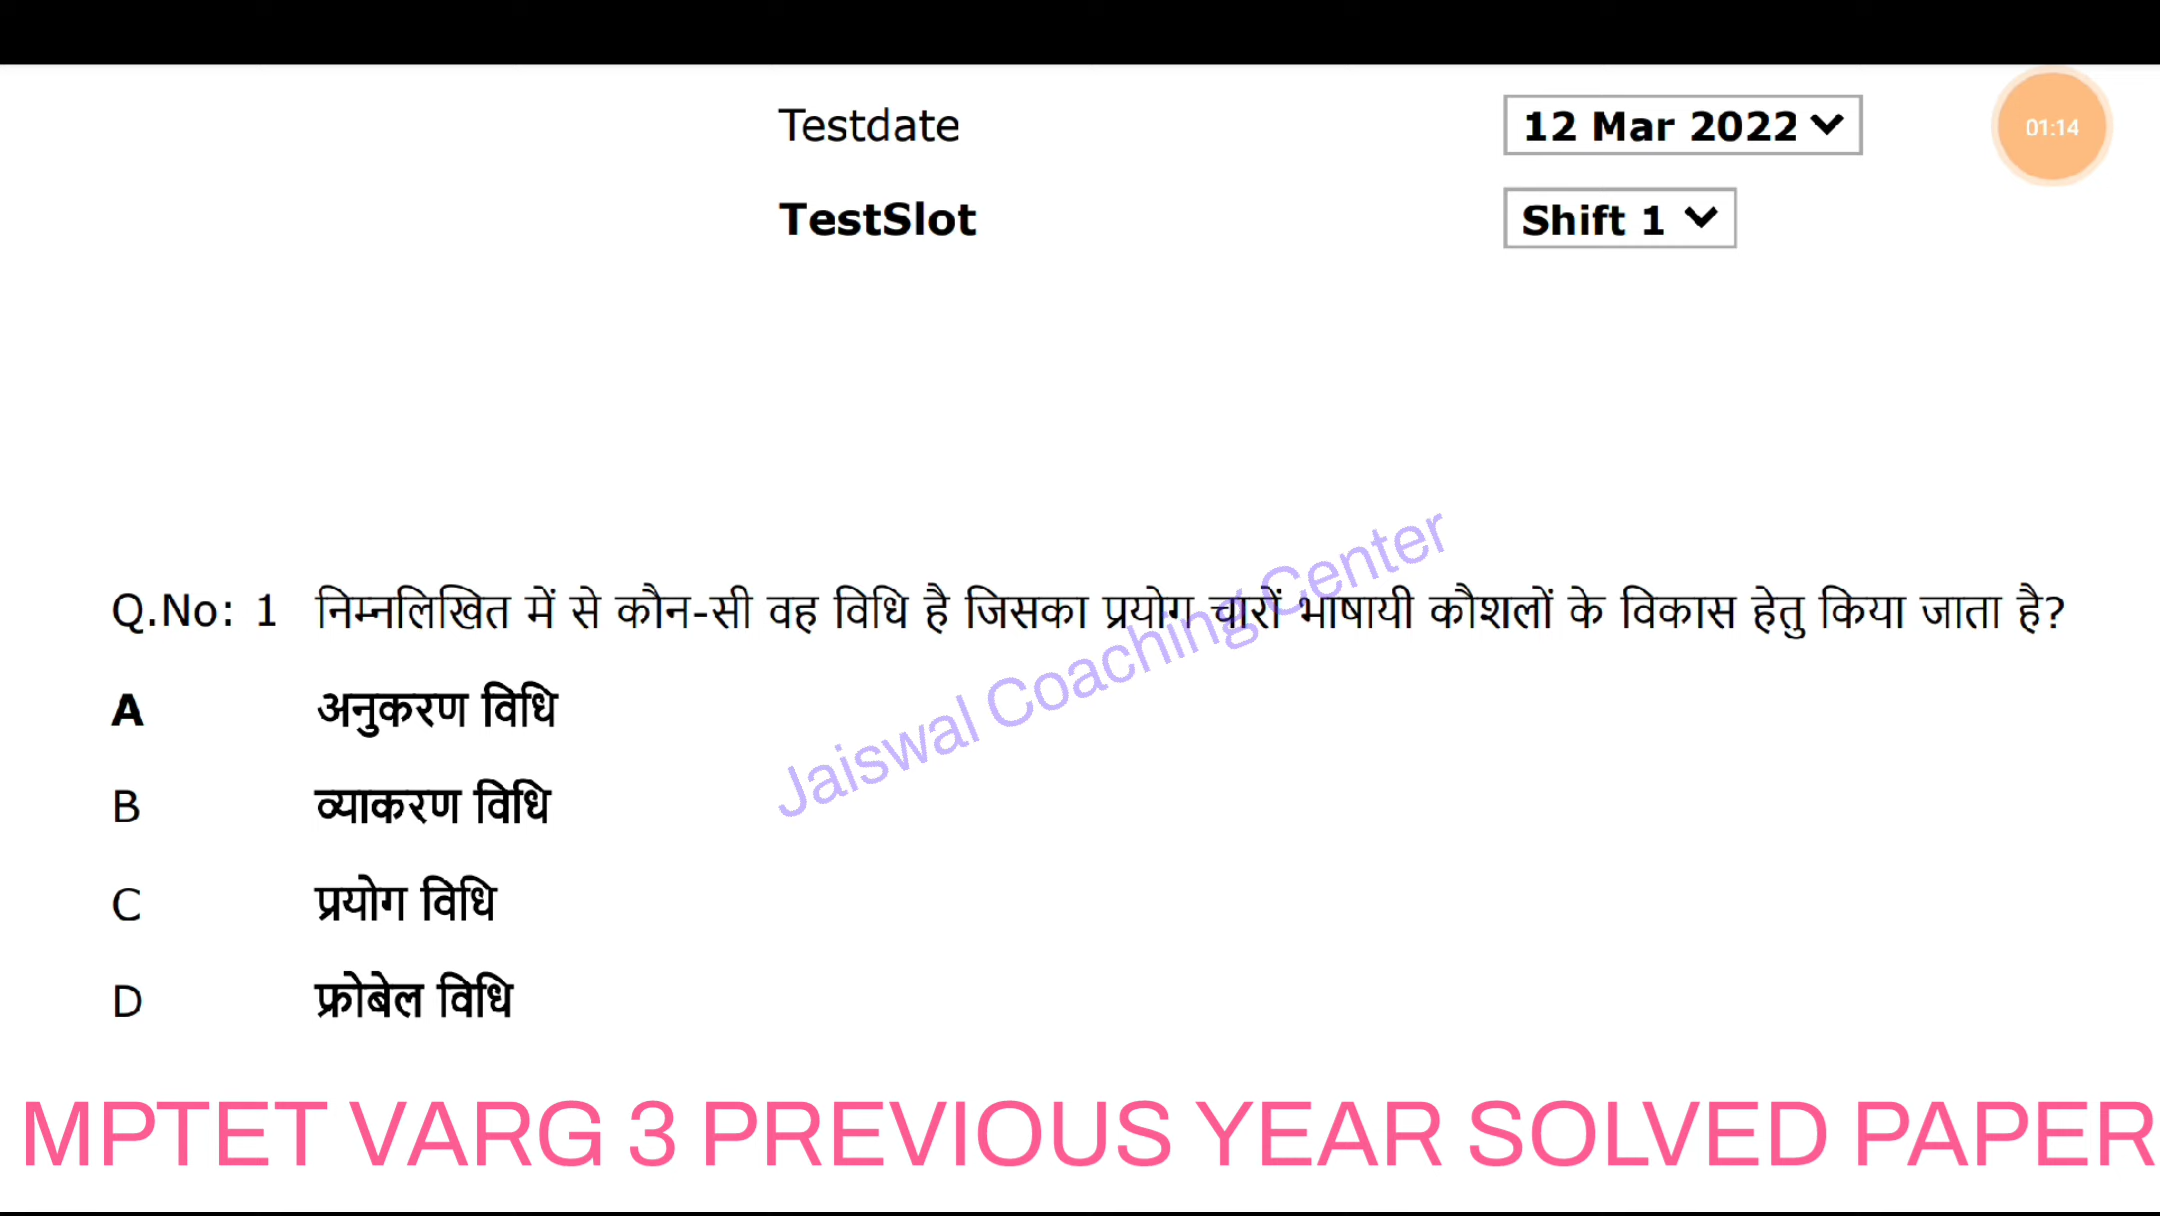 Testdate 12 Mar 2022
01:14
TestSlot Shift 1
Q.No: 1 निम्नलिखित में से कौन-सी वह विधि है जिसका प्रयोग चारों भाषायी कौशलों के विकास हेतु किया जाता है?
A अनुकरण विधि
B व्याकरण विधि
C प्रयोग विधि
D फ्रोबेल विधि
Jaiswal Coaching Center
MPTET VARG 3 PREVIOUS YEAR SOLVED PAPER